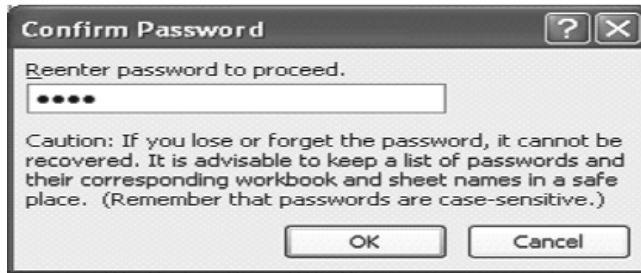 Confirm Password
Reenter password to proceed.
••••
Caution: If you lose or forget the password, it cannot be
recovered. It is advisable to keep a list of passwords and
their corresponding workbook and sheet names in a safe
place. (Remember that passwords are case-sensitive.)
OK Cancel